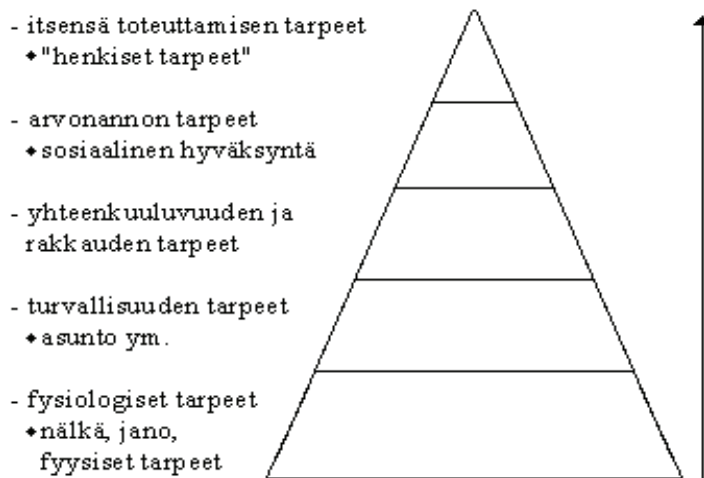 - itsensä toteuttamisen tarpeet
◆"henkiset tarpeet"
- arvonannon tarpeet
◆sosiaalinen hyväksyntä
- yhteenkuuluvuuden ja
rakkauden tarpeet
- turvallisuuden tarpeet
◆asunto ym.
- fysiologiset tarpeet
◆nälkä, jano,
fyysiset tarpeet